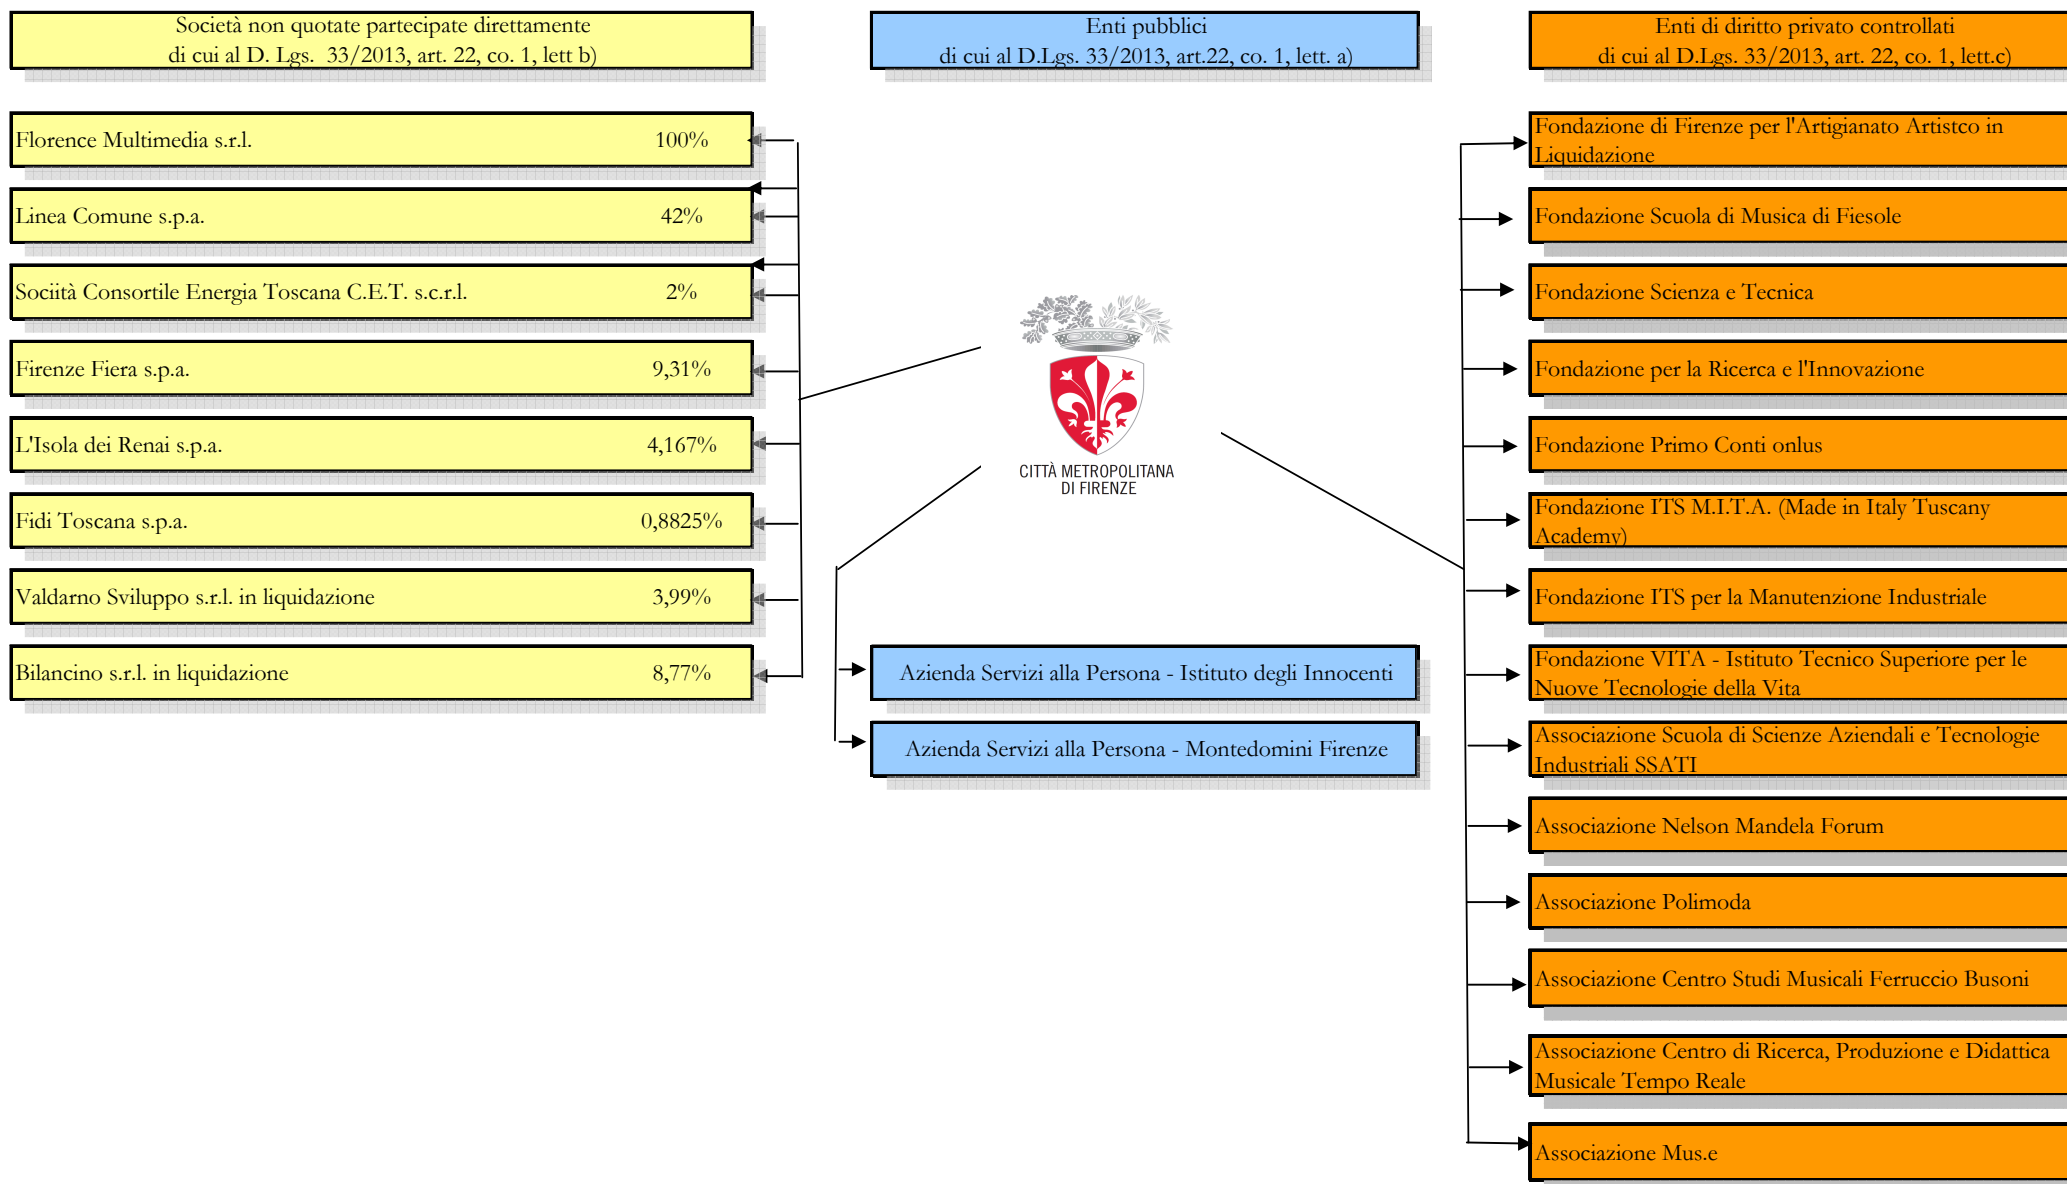 Società non quotate partecipate direttamente
di cui al D. Lgs. 33/2013, art. 22, co. 1, lett b)
Florence Multimedia s.r.l. 100%
Linea Comune s.p.a. 42%
Sociità Consortile Energia Toscana C.E.T. s.c.r.l. 2%
Firenze Fiera s.p.a. 9,31%
L'Isola dei Renai s.p.a. 4,167%
Fidi Toscana s.p.a. 0,8825%
Valdarno Sviluppo s.r.l. in liquidazione 3,99%
Bilancino s.r.l. in liquidazione 8,77%
Enti pubblici
di cui al D.Lgs. 33/2013, art.22, co. 1, lett. a)
CITTÀ METROPOLITANA
DI FIRENZE
Azienda Servizi alla Persona - Istituto degli Innocenti
Azienda Servizi alla Persona - Montedomini Firenze
Enti di diritto privato controllati
di cui al D.Lgs. 33/2013, art. 22, co. 1, lett.c)
Fondazione di Firenze per l'Artigianato Artistco in
Liquidazione
Fondazione Scuola di Musica di Fiesole
Fondazione Scienza e Tecnica
Fondazione per la Ricerca e l'Innovazione
Fondazione Primo Conti onlus
Fondazione ITS M.I.T.A. (Made in Italy Tuscany
Academy)
Fondazione ITS per la Manutenzione Industriale
Fondazione VITA - Istituto Tecnico Superiore per le
Nuove Tecnologie della Vita
Associazione Scuola di Scienze Aziendali e Tecnologie
Industriali SSATI
Associazione Nelson Mandela Forum
Associazione Polimoda
Associazione Centro Studi Musicali Ferruccio Busoni
Associazione Centro di Ricerca, Produzione e Didattica
Musicale Tempo Reale
Associazione Mus.e